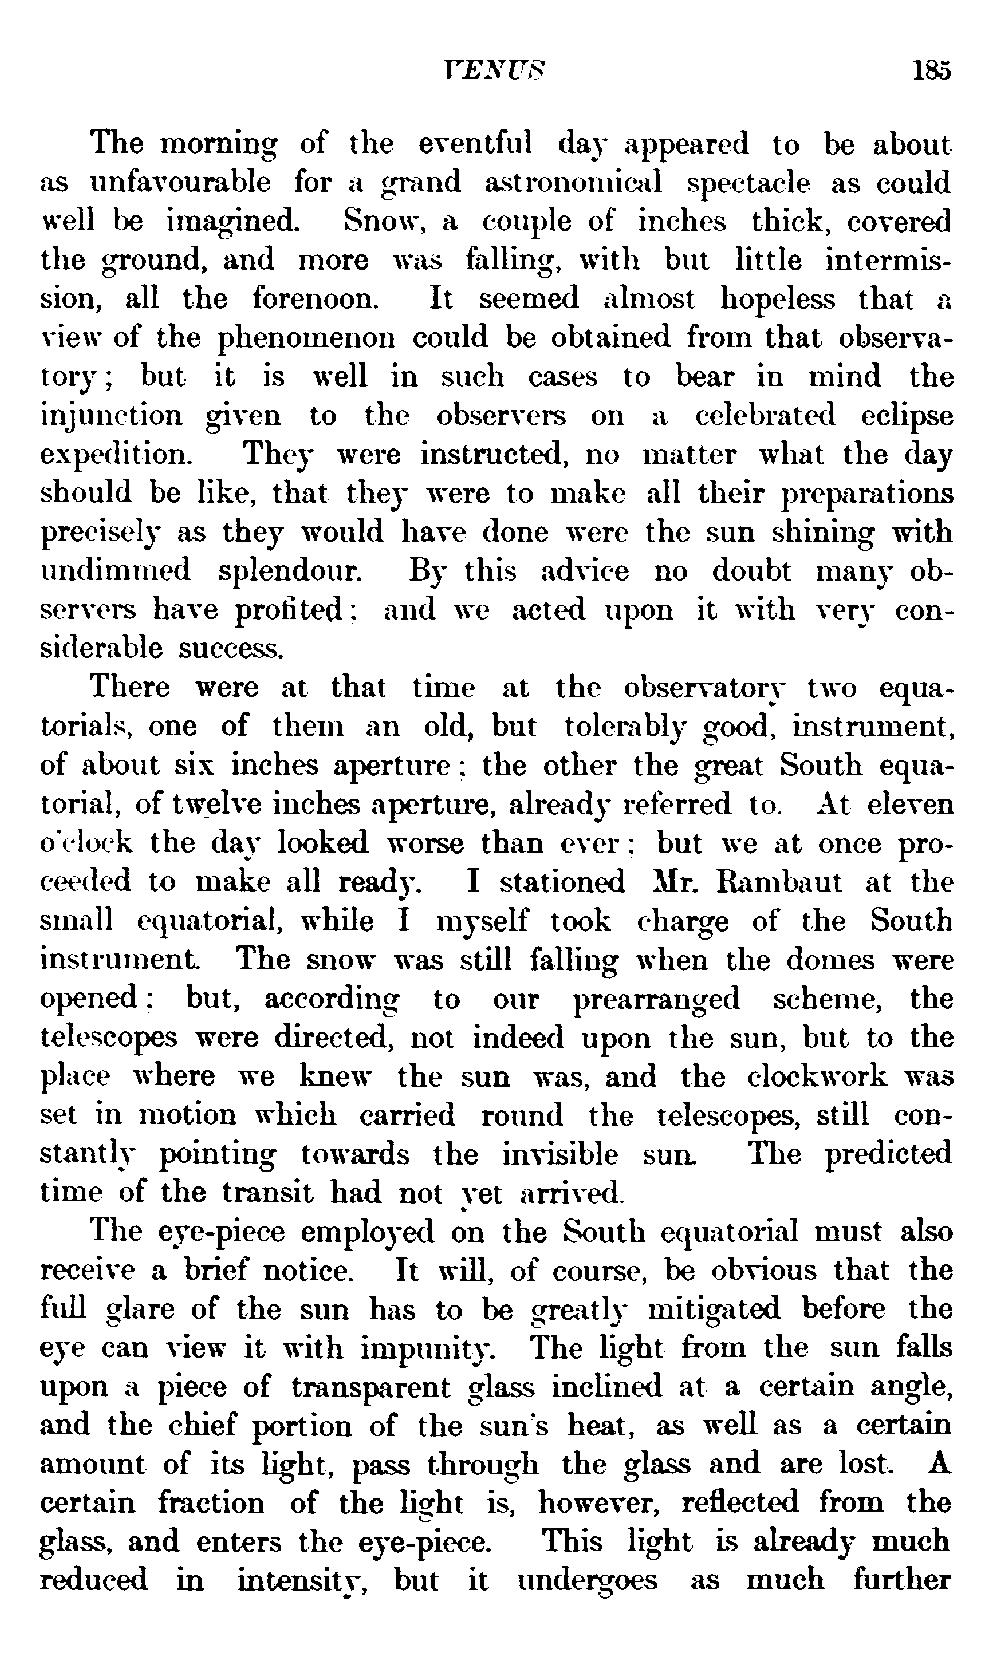 VENUS 185
The morning of the eventful day appeared to be about
as unfavourable for a grand astronomical spectacle as could
well be imagined. Snow, a couple of inches thick, covered
the ground, and more was falling, with but little intermis-
sion, all the forenoon. It seemed almost hopeless that a
view of the phenomenon could be obtained from that observa-
tory; but it is well in such cases to bear in mind the
injunction given to the observers on a celebrated eclipse
expedition. They were instructed, no matter what the day
should be like, that they were to make all their preparations
precisely as they would have done were the sun shining with
undimmed splendour. By this advice no doubt many ob-
servers have profited; and we acted upon it with very con-
siderable success.
There were at that time at the observatory two equa-
torials, one of them an old, but tolerably good, instrument,
of about six inches aperture; the other the great South equa-
torial, of twelve inches aperture, already referred to. At eleven
o'clock the day looked worse than ever; but we at once pro-
ceeded to make all ready. I stationed Mr. Rambaut at the
small equatorial, while I myself took charge of the South
instrument. The snow was still falling when the domes were
opened; but, according to our prearranged scheme, the
telescopes were directed, not indeed upon the sun, but to the
place where we knew the sun was, and the clockwork was
set in motion which carried round the telescopes, still con-
stantly pointing towards the invisible sun. The predicted
time of the transit had not yet arrived.
The eye-piece employed on the South equatorial must also
receive a brief notice. It will, of course, be obvious that the
full glare of the sun has to be greatly mitigated before the
eye can view it with impunity. The light from the sun falls
upon a piece of transparent glass inclined at a certain angle,
and the chief portion of the sun's heat, as well as a certain
amount of its light, pass through the glass and are lost. A
certain fraction of the light is, however, reflected from the
glass, and enters the eye-piece. This light is already much
reduced in intensity, but it undergoes as much further